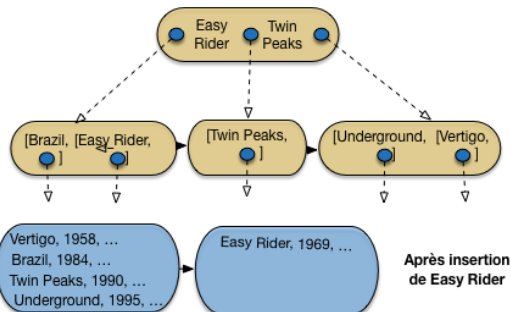 Easy Rider
Twin Peaks
[Brazil, ]
[Easy Rider, ]
[Twin Peaks, ]
[Underground, ]
[Vertigo, ]
Vertigo, 1958, ...
Brazil, 1984, ...
Twin Peaks, 1990, ...
Underground, 1995, ...
Easy Rider, 1969, ...
Après insertion
de Easy Rider